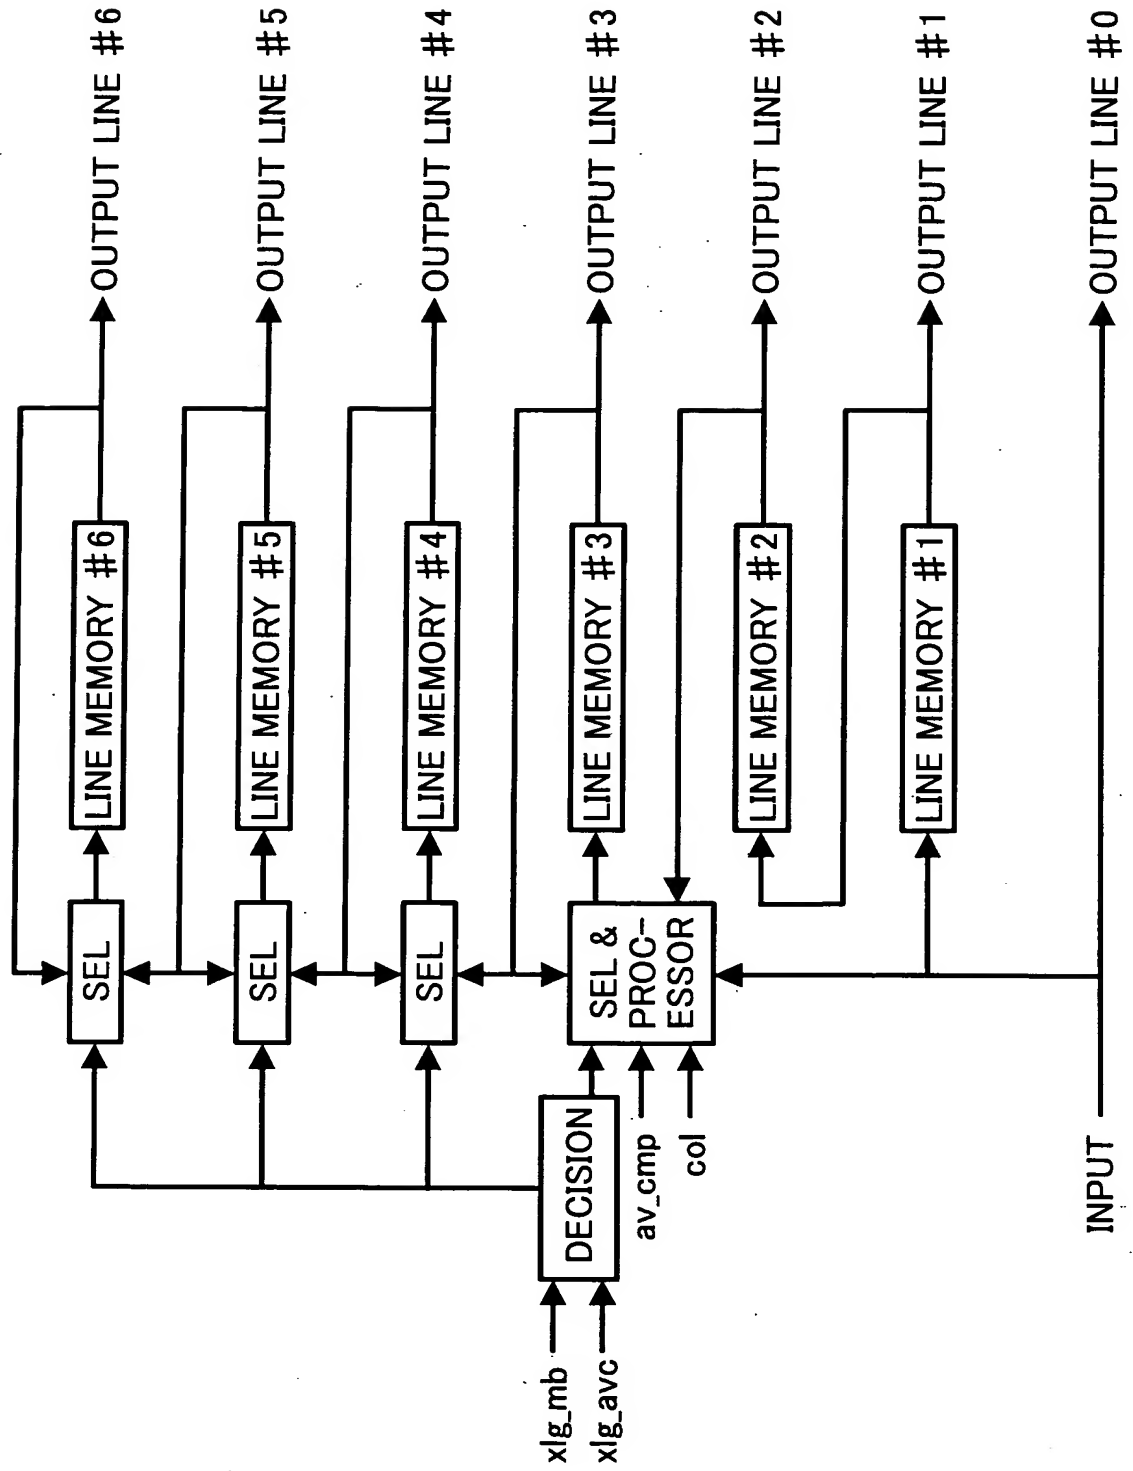 OUTPUT LINE #6
OUTPUT LINE #5
OUTPUT LINE #4
OUTPUT LINE #3
OUTPUT LINE #2
OUTPUT LINE #1
OUTPUT LINE #0
LINE MEMORY #6
LINE MEMORY #5
LINE MEMORY #4
LINE MEMORY #3
LINE MEMORY #2
LINE MEMORY #1
SEL
SEL
SEL
SEL &
PROC-
ESSOR
DECISION
av_cmp
col
INPUT
xlg_mb
xlg_avc